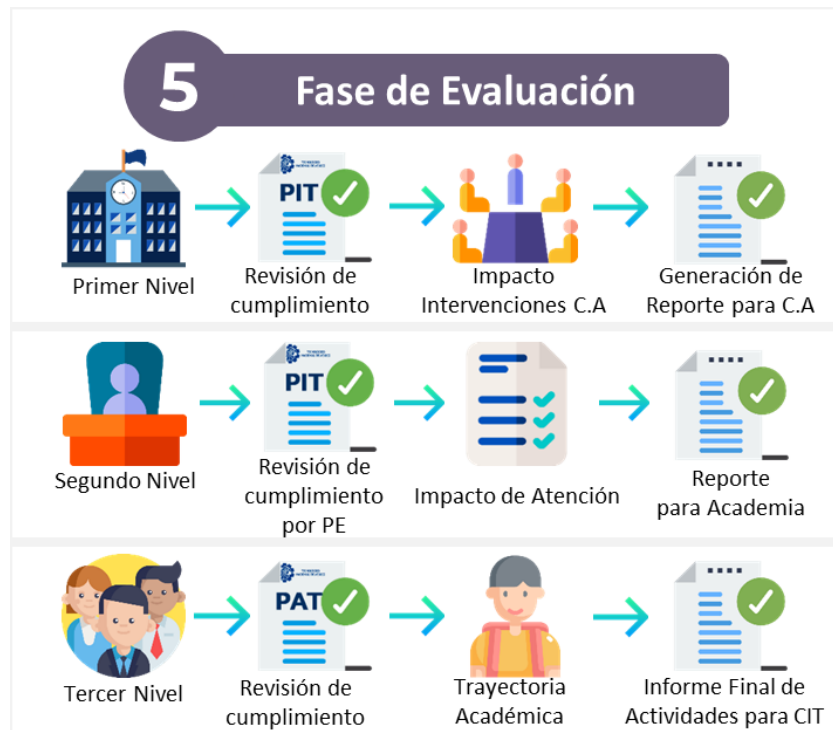 5
Fase de Evaluación
PIT
Primer Nivel
Revisión de
cumplimiento
Impacto
Intervenciones C.A
Generación de
Reporte para C.A
PIT
Segundo Nivel
Revisión de
cumplimiento
por PE
Impacto de Atención
Reporte
para Academia
PAT
Tercer Nivel
Revisión de
cumplimiento
Trayectoria
Académica
Informe Final de
Actividades para CIT